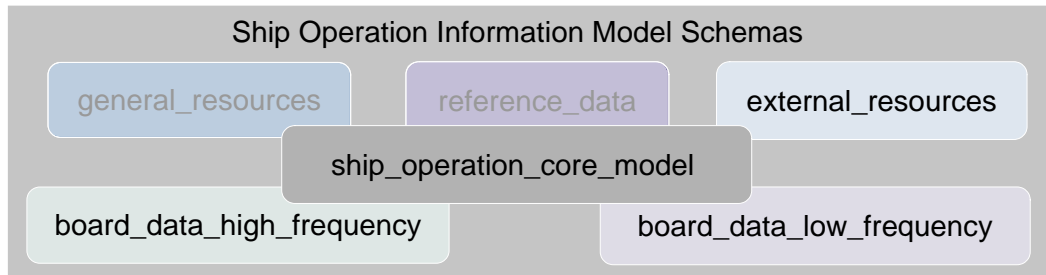 Ship Operation Information Model Schemas
general_resources
reference_data
external_resources
ship_operation_core_model
board_data_high_frequency
board_data_low_frequency